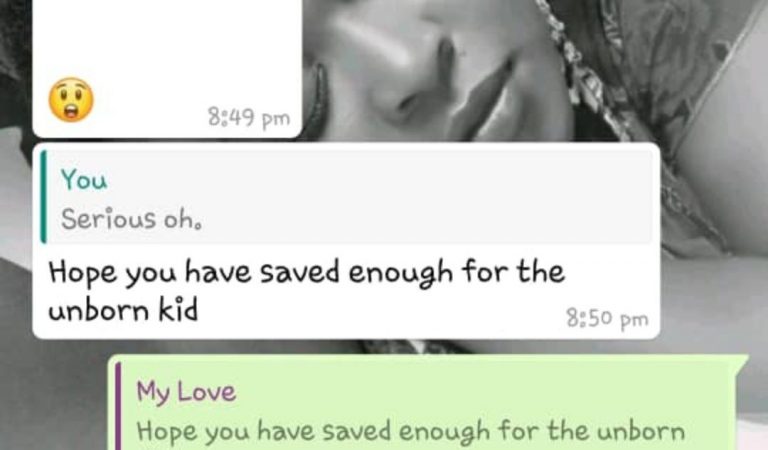 😲
8:49 pm
You
Serious oh.
Hope you have saved enough for the
unborn kid
8:50 pm
My Love
Hope you have saved enough for the unborn